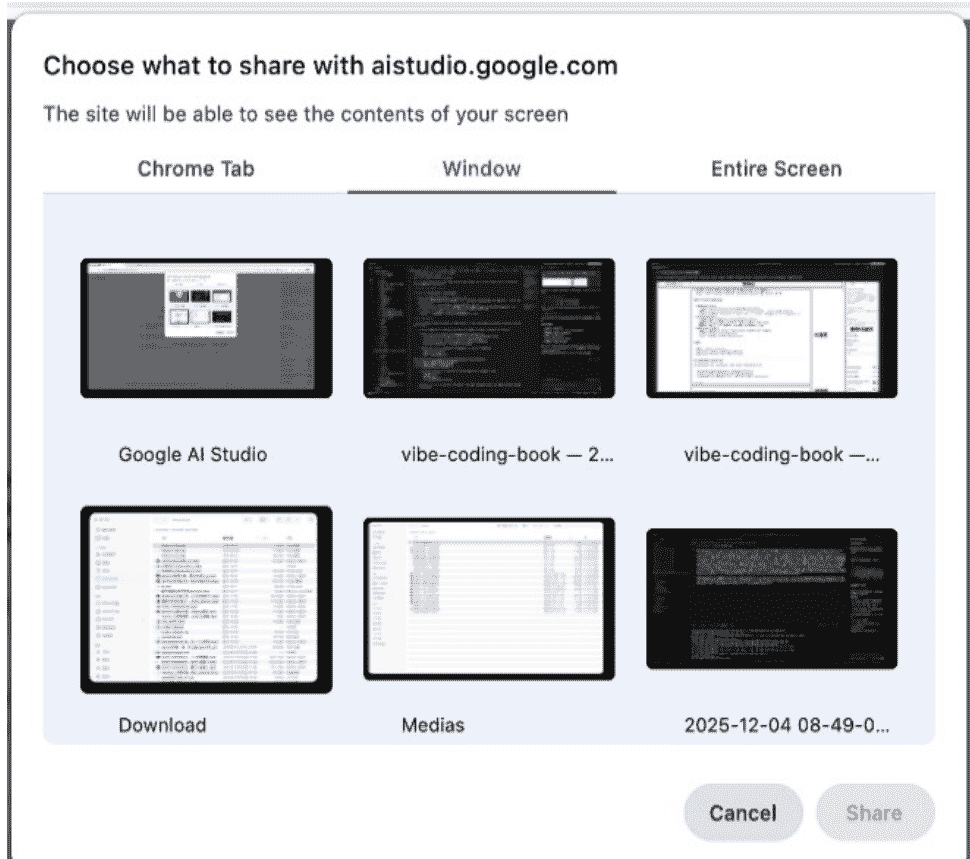 Choose what to share with aistudio.google.com
The site will be able to see the contents of your screen
Chrome Tab Window Entire Screen
Google AI Studio vibe-coding-book — 2... vibe-coding-book —...
Download Medias 2025-12-04 08-49-0...
Cancel Share